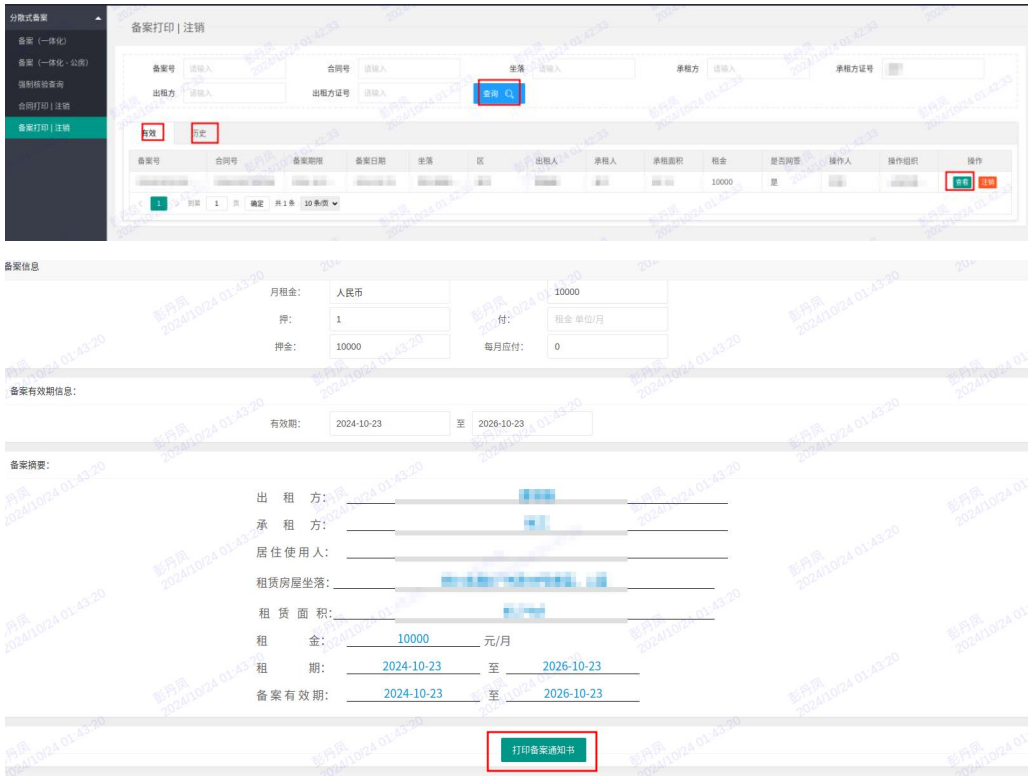 分散式备案
备案（一体化）
备案（一体化 - 公房）
强制核验查询
合同打印 | 注销
备案打印 | 注销
备案打印 | 注销
备案号 请输入 合同号 请输入 坐落 请输入 承租方 请输入 承租方证号
出租方 请输入 出租方证号 请输入 查询
有效 历史
备案号 合同号 备案期限 备案日期 坐落 区 出租人 承租人 承租面积 租金 是否网签 操作人 操作组织 操作
10000 是 查看 注销
1 到第 1 页 确定 共 1 条 10 条/页
备案信息
月租金： 人民币 10000
押： 1 付： 租金 单位/月
押金： 10000 每月应付： 0
备案有效期信息：
有效期： 2024-10-23 至 2026-10-23
备案摘要：
出 租 方：
承 租 方：
居住使用人：
租赁房屋坐落：
租 赁 面 积：
租 金： 10000 元/月
租 期： 2024-10-23 至 2026-10-23
备案有效期： 2024-10-23 至 2026-10-23
打印备案通知书
彭丹凤
2024/10/24 01:43:20